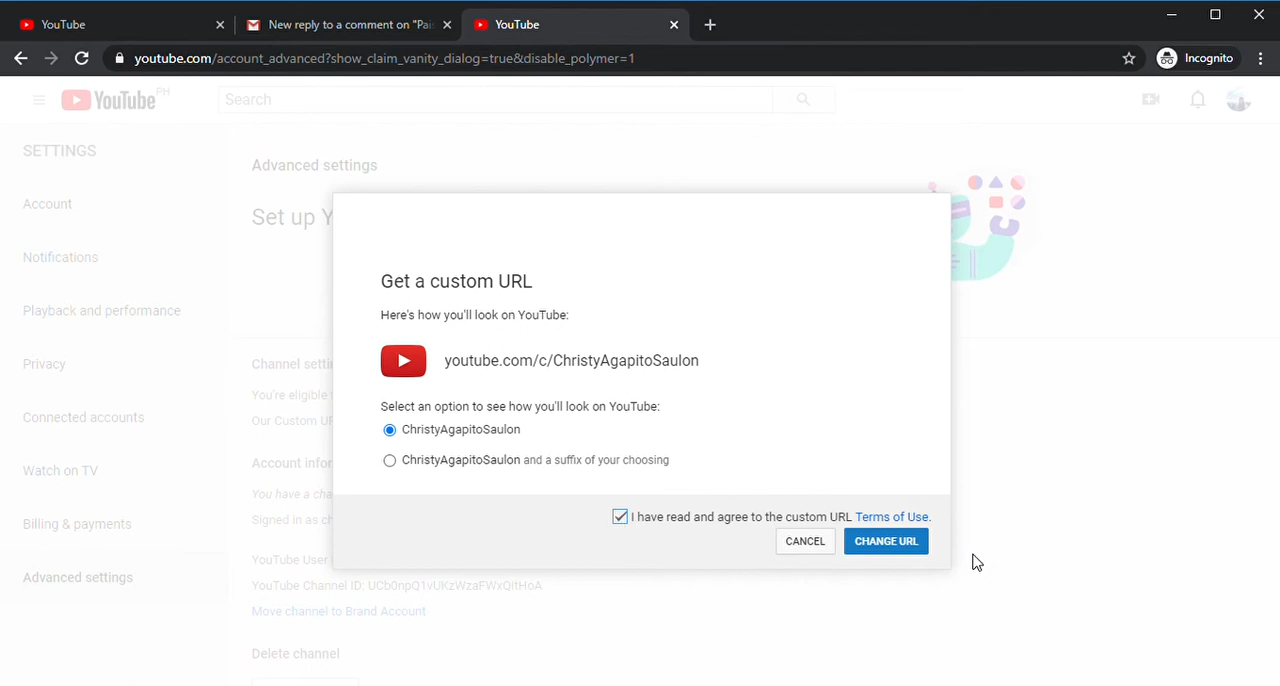 YouTube
New reply to a comment on "Pai
YouTube
youtube.com/account_advanced?show_claim_vanity_dialog=true&disable_polymer=1
Incognito
YouTube PH
Search
SETTINGS
Account
Notifications
Playback and performance
Privacy
Connected accounts
Watch on TV
Billing & payments
Advanced settings
Advanced settings
Set up Y
Channel setti
You're eligible
Our Custom UR
Account infor
You have a cha
Signed in as ch
YouTube User
YouTube Channel ID: UCb0npQ1vUKzWzaFWxQItHoA
Move channel to Brand Account
Delete channel
Get a custom URL
Here's how you'll look on YouTube:
youtube.com/c/ChristyAgapitoSaulon
Select an option to see how you'll look on YouTube:
ChristyAgapitoSaulon
ChristyAgapitoSaulon and a suffix of your choosing
I have read and agree to the custom URL Terms of Use.
CANCEL
CHANGE URL